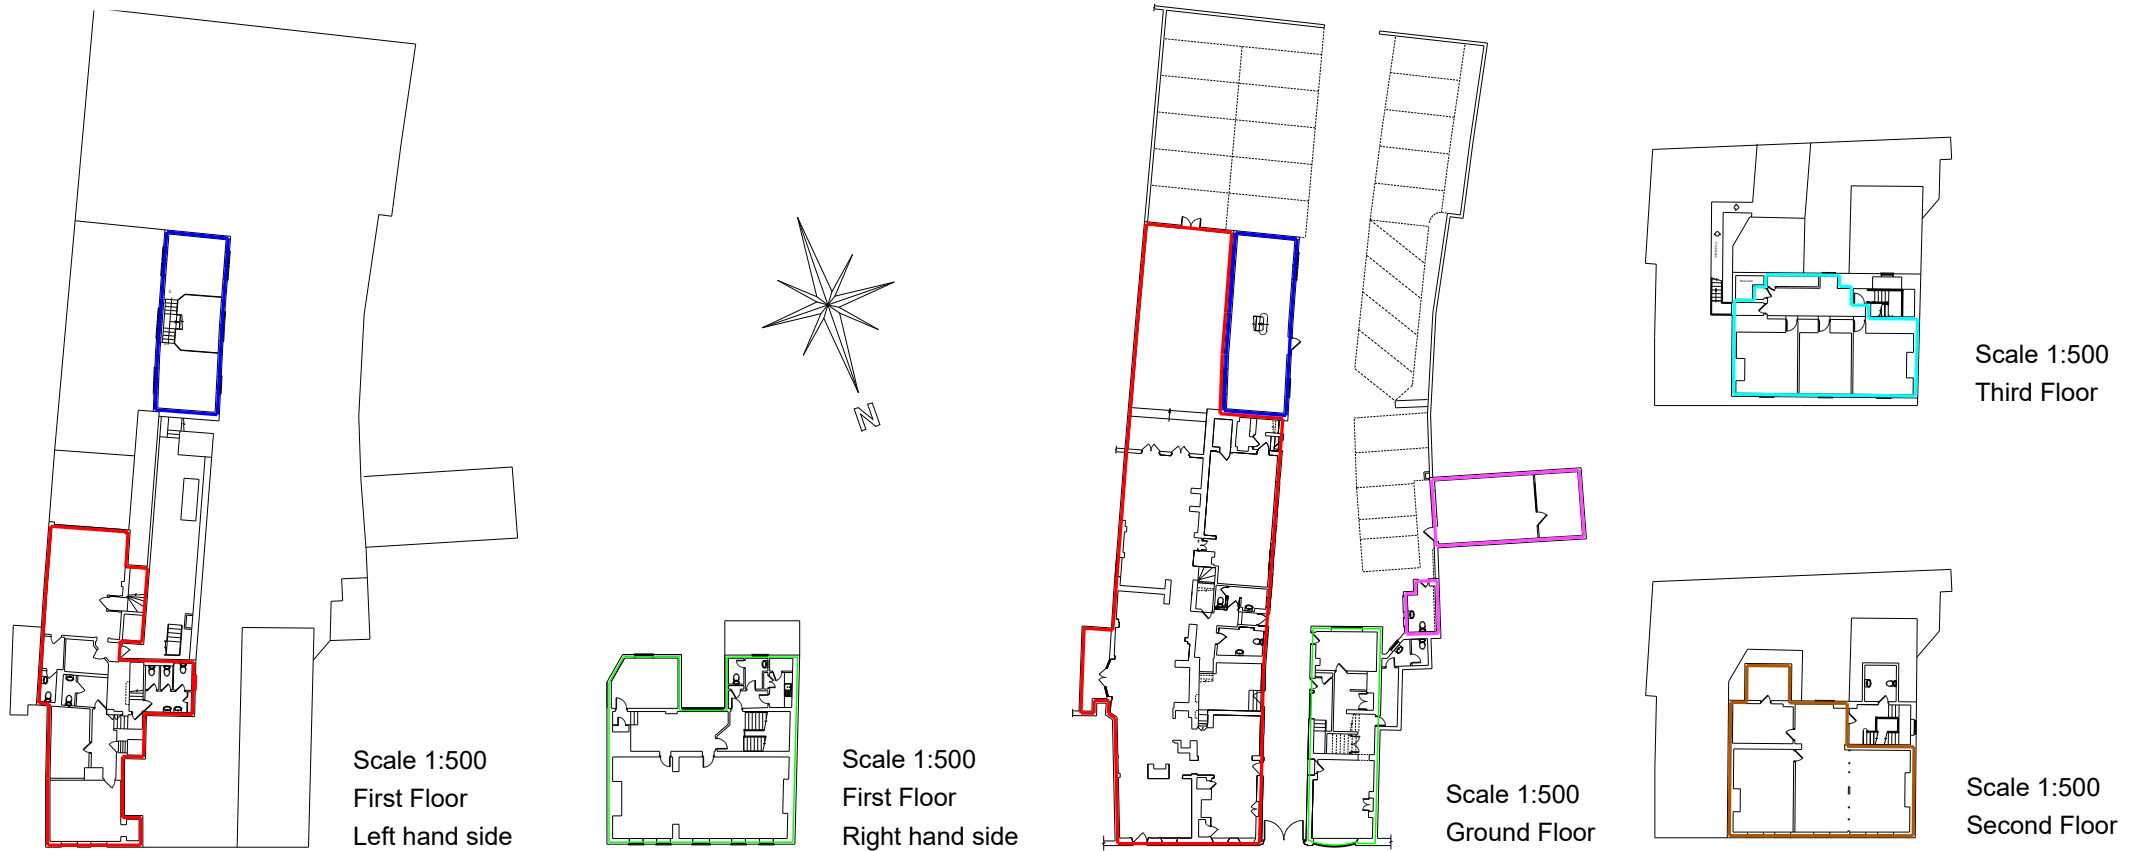 N
Scale 1:500
First Floor
Left hand side
Scale 1:500
First Floor
Right hand side
Scale 1:500
Ground Floor
Scale 1:500
Third Floor
Scale 1:500
Second Floor